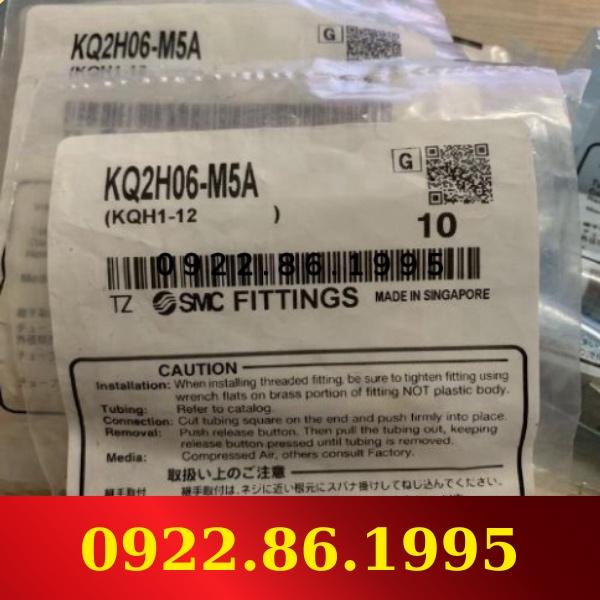 KQ2H06-M5A
G
(KQH1-12
KQ2H06-M5A
G
(KQH1-12 )
10
0922.86.1995
TZ SMC FITTINGS MADE IN SINGAPORE
CAUTION
Installation: When installing threaded fitting, be sure to tighten fitting using
wrench flats on brass portion of fitting NOT plastic body.
Tubing: Refer to catalog.
Connection: Cut tubing square on the end and push firmly into place.
Removal: Push release button. Then pull the tubing out, keeping
release button pressed until tubing is removed.
Media: Compressed Air, others consult Factory.
取扱い上のご注意
継手取付 継手取付は、ネジに近い根元にスパナ掛けしてねじ込んでください。
0922.86.1995